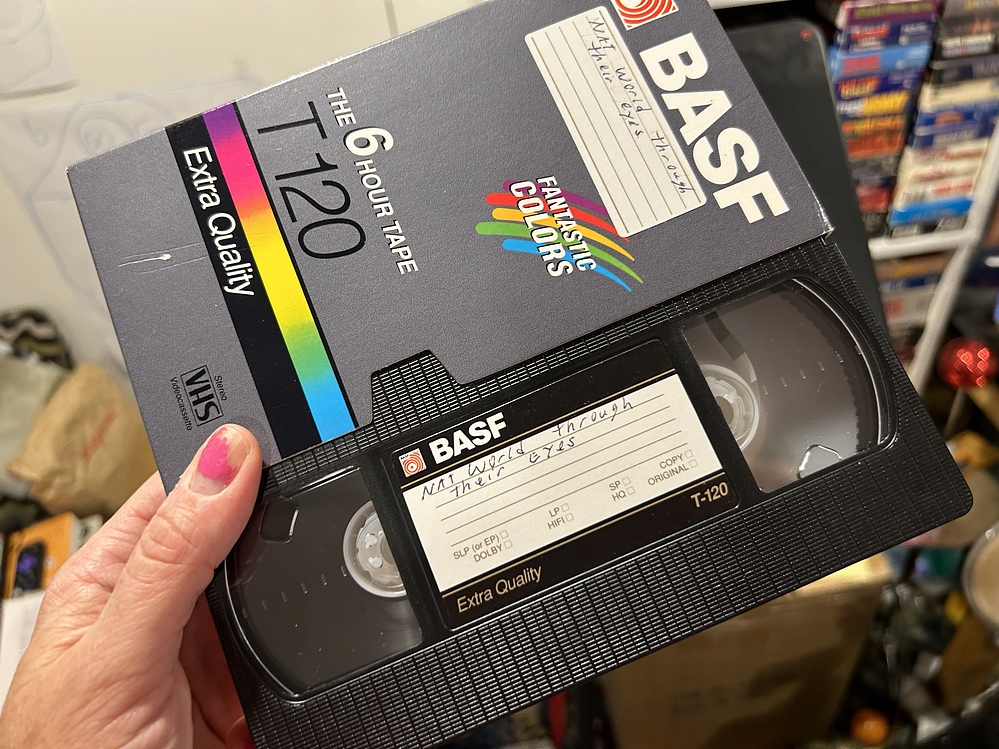 BASF
NAT World
Their eyes through
FANTASTIC
COLORS
THE 6 HOUR TAPE
T 120
Extra Quality
Stereo
VHS
Videocassette
BASF
NAT World through
Their Eyes
SLP (or EP)
DOLBY
LP
HIFI
SP
HQ
COPY
ORIGINAL
T-120
Extra Quality